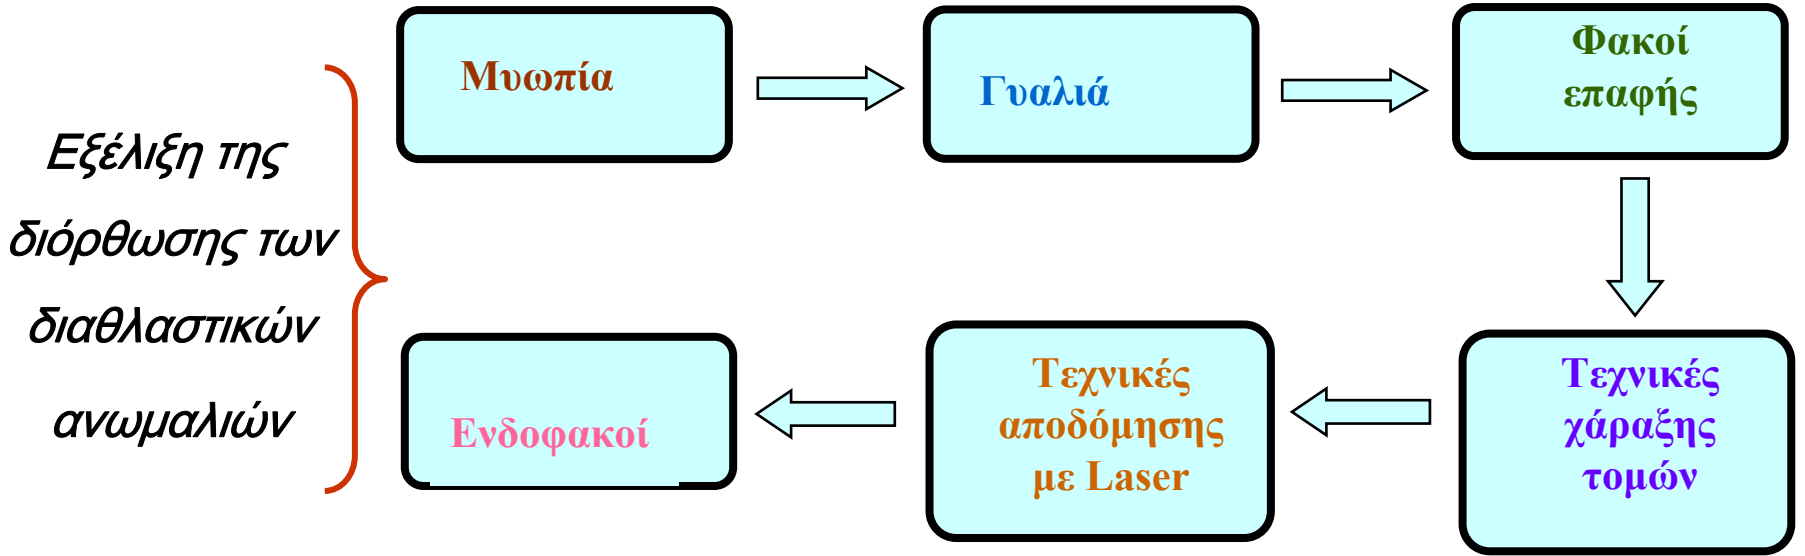 Εξέλιξη της
διόρθωσης των
διαθλαστικών
ανωμαλιών
Μυωπία
Γυαλιά
Φακοί
επαφής
Τεχνικές
χάραξης
τομών
Τεχνικές
αποδόμησης
με Laser
Ενδοφακοί